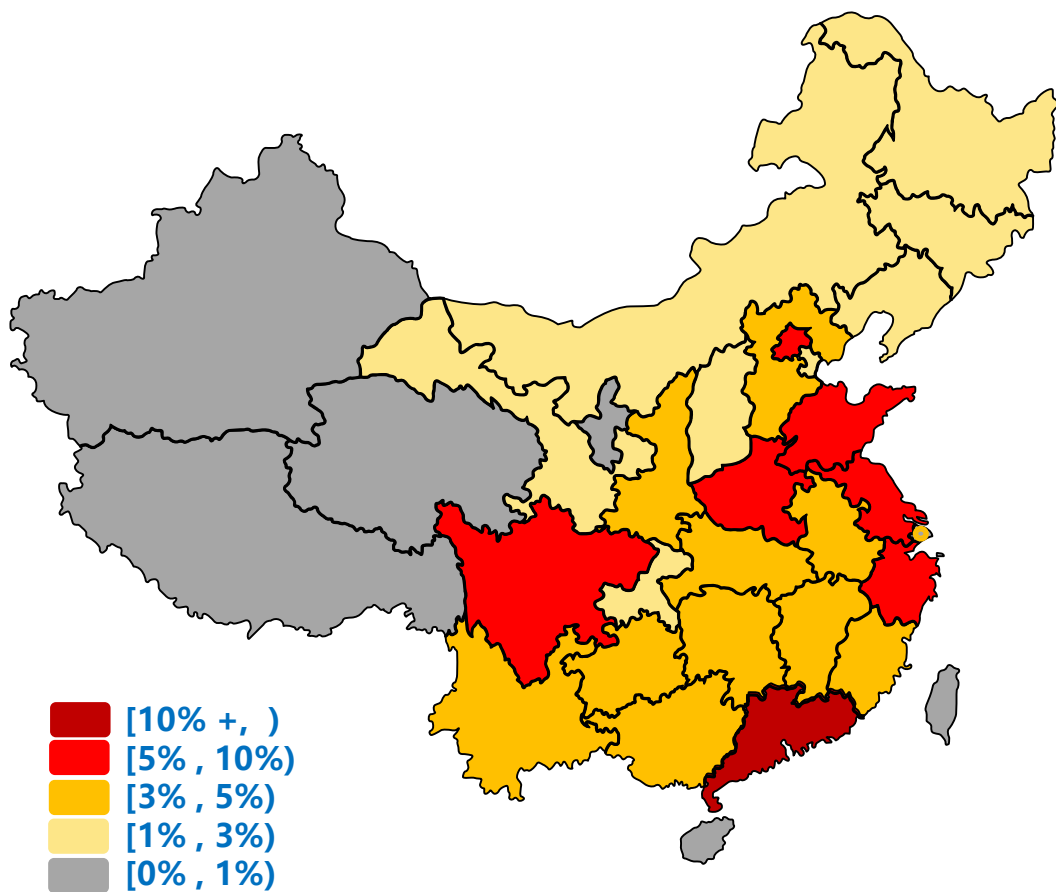 [10% +, )
[5% , 10%)
[3% , 5%)
[1% , 3%)
[0% , 1%)